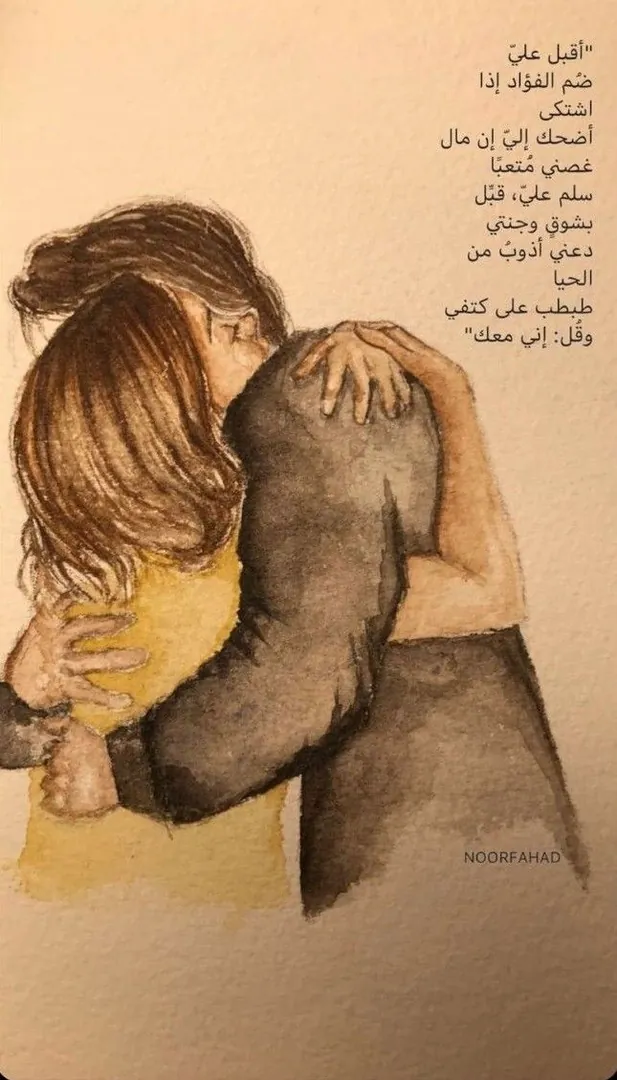 "أقبل عليّ
ضُم الفؤاد إذا
اشتكى
أضحك إليّ إن مال
غصني مُتعبًا
سلم عليّ، قبِّل
بشوقٍ وجنتي
دعني أذوبُ من
الحيا
طبطب على كتفي
وقُل: إني معك"
NOORFAHAD